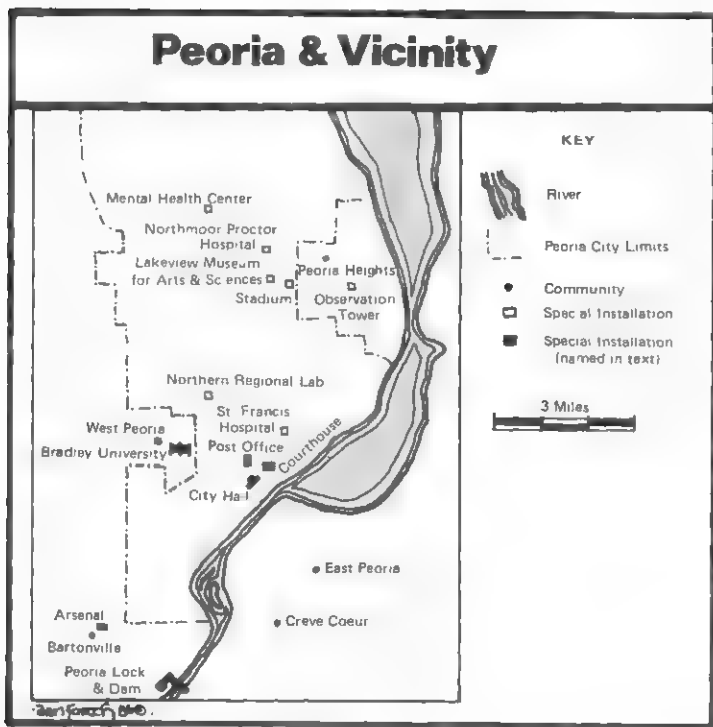 Peoria & Vicinity
KEY
River
Peoria City Limits
Community
Special Installation
Special Installation
(named in text)
3 Miles
Mental Health Center
Northmoor Proctor
Hospital
Lakeview Museum
for Arts & Sciences
Stadium
Peoria Heights
Observation
Tower
Northern Regional Lab
St. Francis
Hospital
West Peoria
Bradley University
Post Office
Courthouse
City Hall
East Peoria
Creve Coeur
Arsenal
Bartonville
Peoria Lock
& Dam